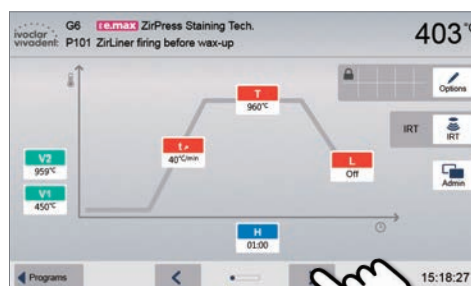 ivoclar vivadent: G6 IPS e.max ZirPress Staining Tech.
P101 ZirLiner firing before wax-up
403°C
Options
T
960°C
IRT
IRT
t↗
40°C/min
V2
959°C
L
Off
Admin
V1
450°C
H
01:00
Programs
15:18:27